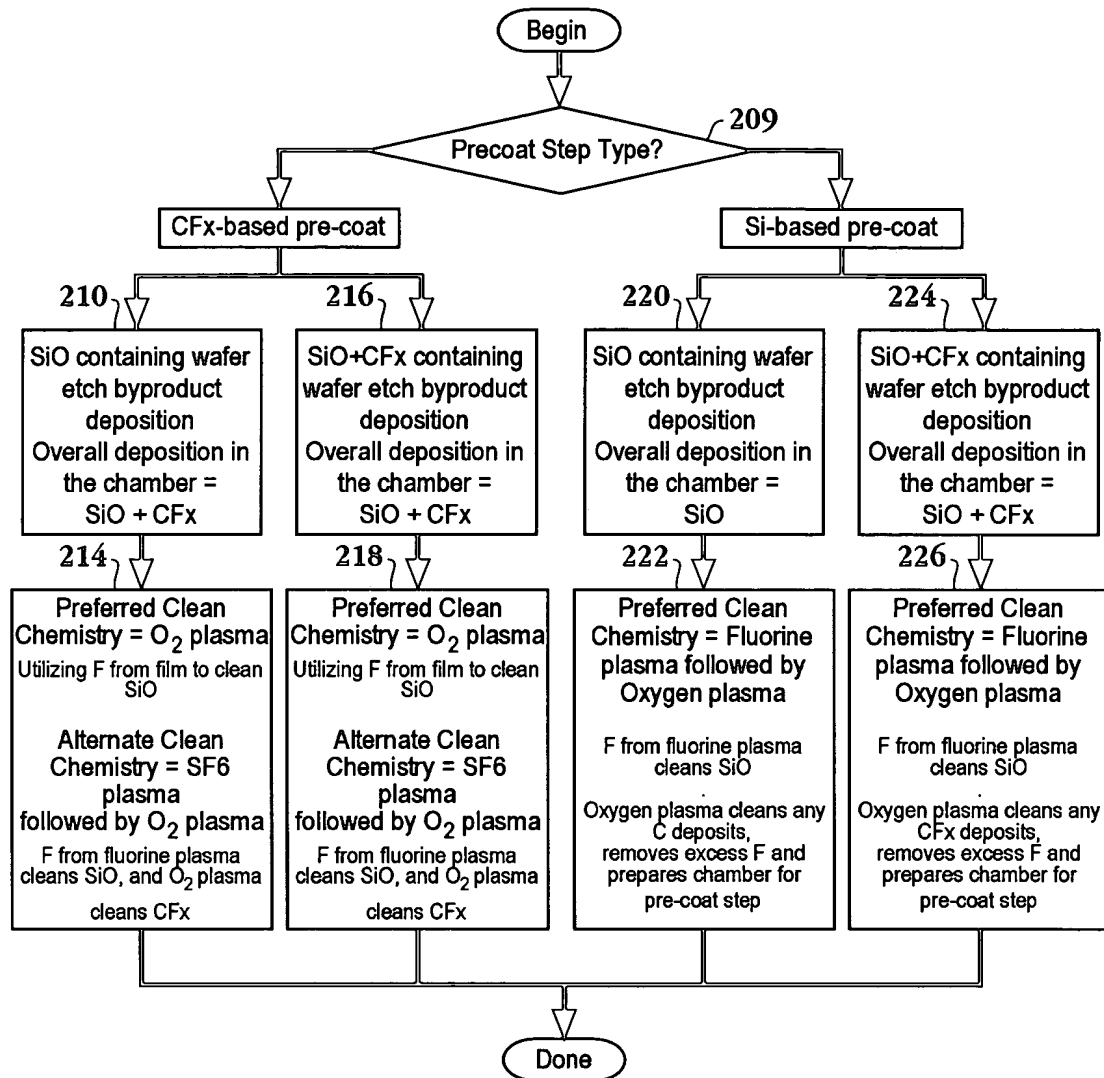 Begin
209
Precoat Step Type?
CFx-based pre-coat
Si-based pre-coat
210
SiO containing wafer
etch byproduct
deposition
Overall deposition in
the chamber =
SiO + CFx
216
SiO+CFx containing
wafer etch byproduct
deposition
Overall deposition in
the chamber =
SiO + CFx
220
SiO containing wafer
etch byproduct
deposition
Overall deposition in
the chamber =
SiO
224
SiO+CFx containing
wafer etch byproduct
deposition
Overall deposition in
the chamber =
SiO + CFx
214
Preferred Clean
Chemistry = O2 plasma
Utilizing F from film to clean
SiO
Alternate Clean
Chemistry = SF6
plasma
followed by O2 plasma
F from fluorine plasma
cleans SiO, and O2 plasma
cleans CFx
218
Preferred Clean
Chemistry = O2 plasma
Utilizing F from film to clean
SiO
Alternate Clean
Chemistry = SF6
plasma
followed by O2 plasma
F from fluorine plasma
cleans SiO, and O2 plasma
cleans CFx
222
Preferred Clean
Chemistry = Fluorine
plasma followed by
Oxygen plasma
F from fluorine plasma
cleans SiO
.
Oxygen plasma cleans any
C deposits,
removes excess F and
prepares chamber for
pre-coat step
226
Preferred Clean
Chemistry = Fluorine
plasma followed by
Oxygen plasma
F from fluorine plasma
cleans SiO
.
Oxygen plasma cleans any
CFx deposits,
removes excess F and
prepares chamber for
pre-coat step
Done